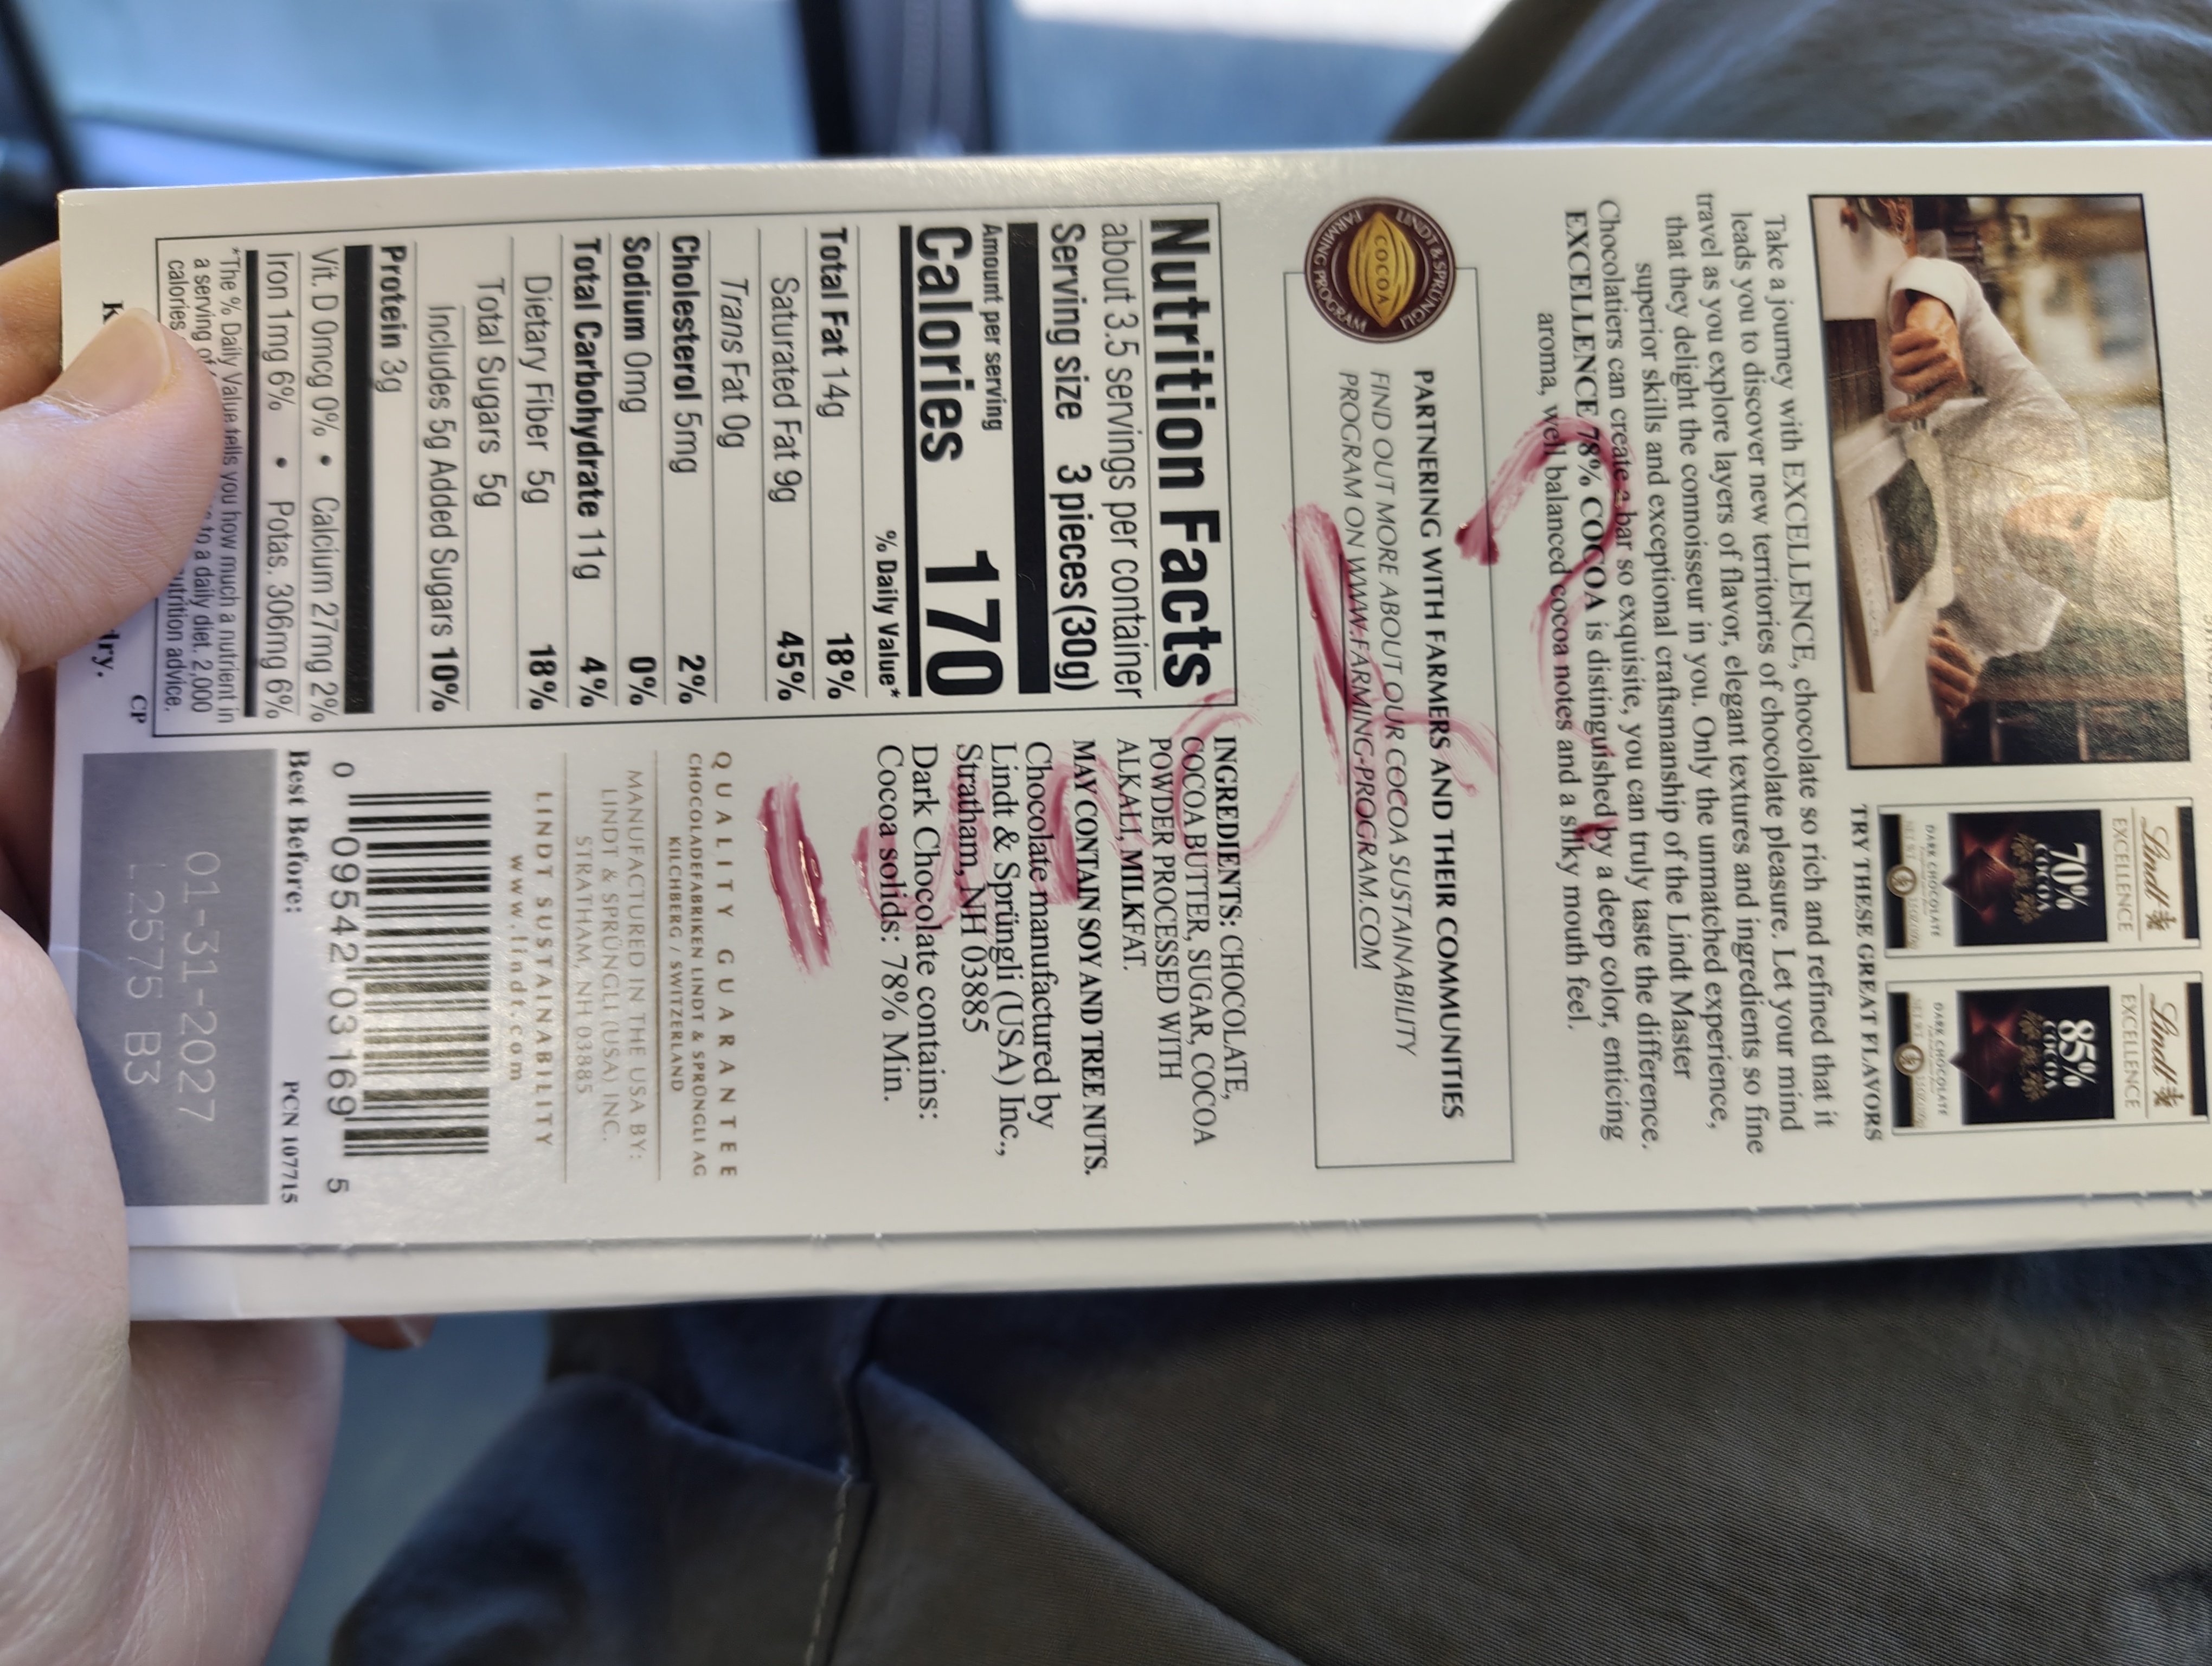 Lindt
EXCELLENCE
70%
COCOA
DARK CHOCOLATE
Lindt
EXCELLENCE
85%
COCOA
DARK CHOCOLATE
TRY THESE GREAT FLAVORS
Take a journey with EXCELLENCE, chocolate so rich and refined that it
leads you to discover new territories of chocolate pleasure. Let your mind
travel as you explore layers of flavor, elegant textures and ingredients so fine
that they delight the connoisseur in you. Only the unmatched experience,
superior skills and exceptional craftsmanship of the Lindt Master
Chocolatiers can create a bar so exquisite, you can truly taste the difference.
EXCELLENCE 78% COCOA is distinguished by a deep color, enticing
aroma, well balanced cocoa notes and a silky mouth feel.
LINDT & SPRÜNGLI
COCOA
FARMING PROGRAM
PARTNERING WITH FARMERS AND THEIR COMMUNITIES
FIND OUT MORE ABOUT OUR COCOA SUSTAINABILITY
PROGRAM ON WWW.FARMING-PROGRAM.COM
Nutrition Facts
about 3.5 servings per container
Serving size 3 pieces (30g)
Amount per serving
Calories 170
% Daily Value*
Total Fat 14g 18%
Saturated Fat 9g 45%
Trans Fat 0g
Cholesterol 5mg 2%
Sodium 0mg 0%
Total Carbohydrate 11g 4%
Dietary Fiber 5g 18%
Total Sugars 5g
Includes 5g Added Sugars 10%
Protein 3g
Vit. D 0mcg 0% • Calcium 27mg 2%
Iron 1mg 6% • Potas. 306mg 6%
*The % Daily Value tells you how much a nutrient in
a serving of to a daily diet. 2,000
calories nutrition advice.
dry.
CP
INGREDIENTS: CHOCOLATE,
COCOA BUTTER, SUGAR, COCOA
POWDER PROCESSED WITH
ALKALI, MILKFAT.
MAY CONTAIN SOY AND TREE NUTS.
Chocolate manufactured by
Lindt & Sprüngli (USA) Inc.,
Stratham, NH 03885
Dark Chocolate contains:
Cocoa solids: 78% Min.
QUALITY GUARANTEE
CHOCOLADEFABRIKEN LINDT & SPRÜNGLI AG
KILCHBERG / SWITZERLAND
MANUFACTURED IN THE USA BY:
LINDT & SPRÜNGLI (USA) INC.
STRATHAM, NH 03885
LINDT SUSTAINABILITY
www.lindt.com
0 09542 03169 5
Best Before: PCN 107715
01-31-2027
L2575 B3